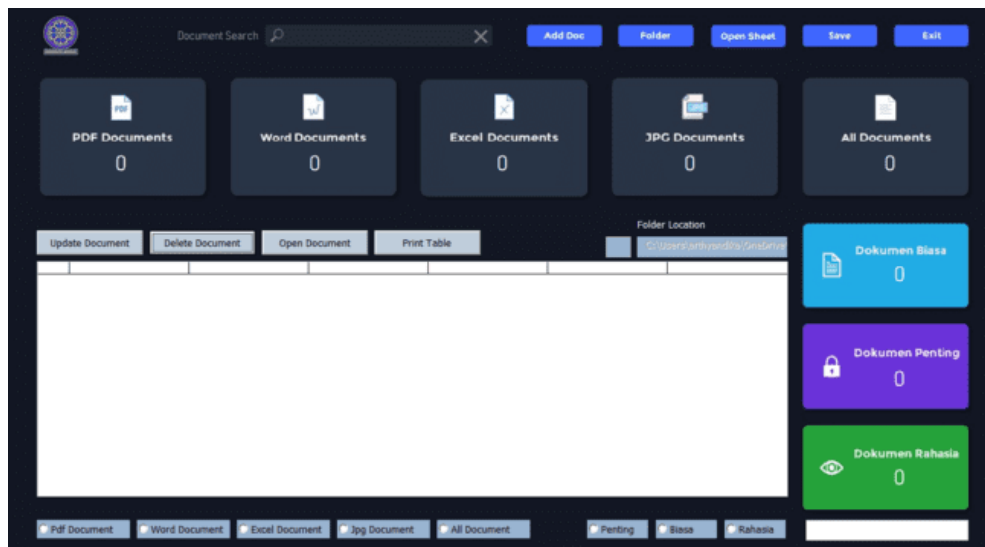 Document Search
Add Doc
Folder
Open Sheet
Save
Exit
PDF
PDF Documents
0
Word Documents
0
Excel Documents
0
JPG Documents
0
All Documents
0
Update Document
Delete Document
Open Document
Print Table
Folder Location
Dokumen Biasa
0
Dokumen Penting
0
Dokumen Rahasia
0
Pdf Document
Word Document
Excel Document
Jpg Document
All Document
Penting
Biasa
Rahasia